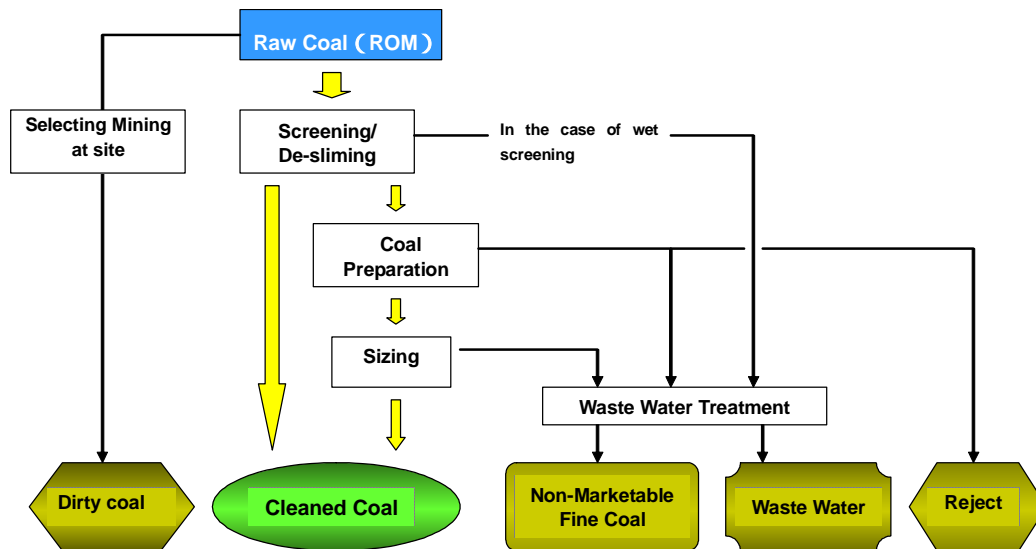 Raw Coal（ROM）
Selecting Mining
at site
Screening/
De-sliming
In the case of wet
screening
Coal
Preparation
Sizing
Waste Water Treatment
Dirty coal
Cleaned Coal
Non-Marketable
Fine Coal
Waste Water
Reject